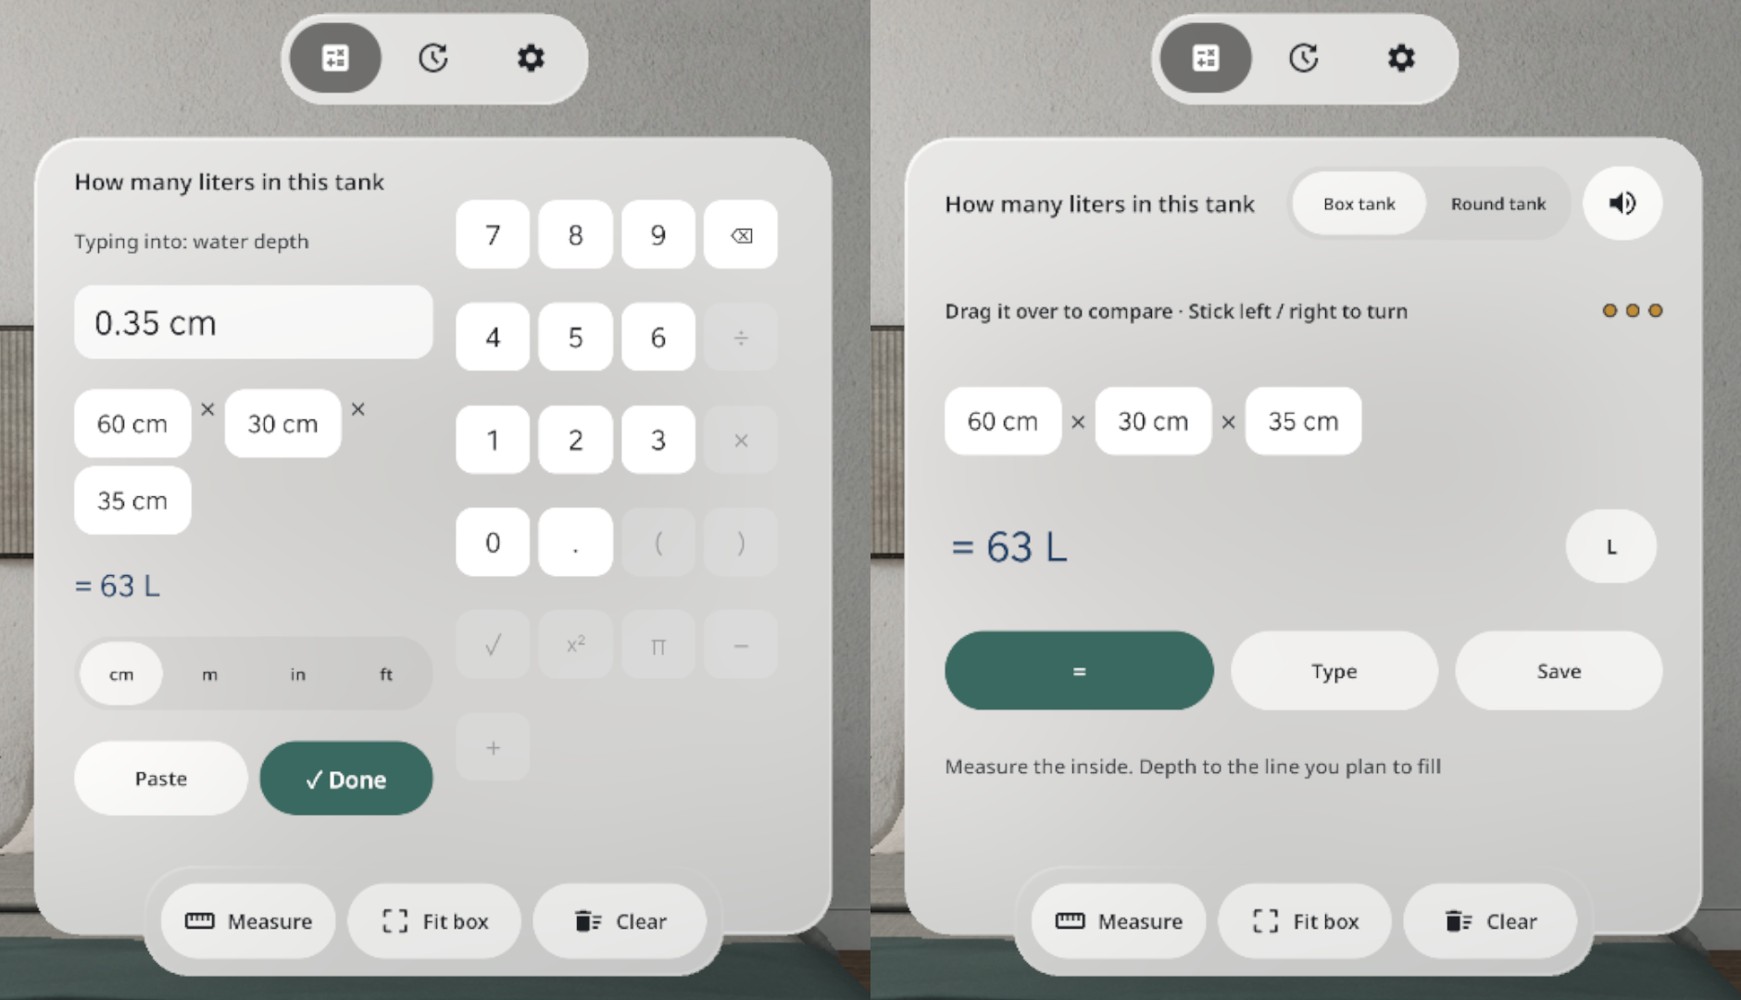 How many liters in this tank
Typing into: water depth
0.35 cm
60 cm × 30 cm ×
35 cm
= 63 L
cm m in ft
Paste ✓ Done
7 8 9 ⌫
4 5 6 ÷
1 2 3 ×
0 . ( )
√ x² π −
+
Measure Fit box Clear
How many liters in this tank Box tank Round tank
Drag it over to compare · Stick left / right to turn
60 cm × 30 cm × 35 cm
= 63 L L
= Type Save
Measure the inside. Depth to the line you plan to fill
Measure Fit box Clear